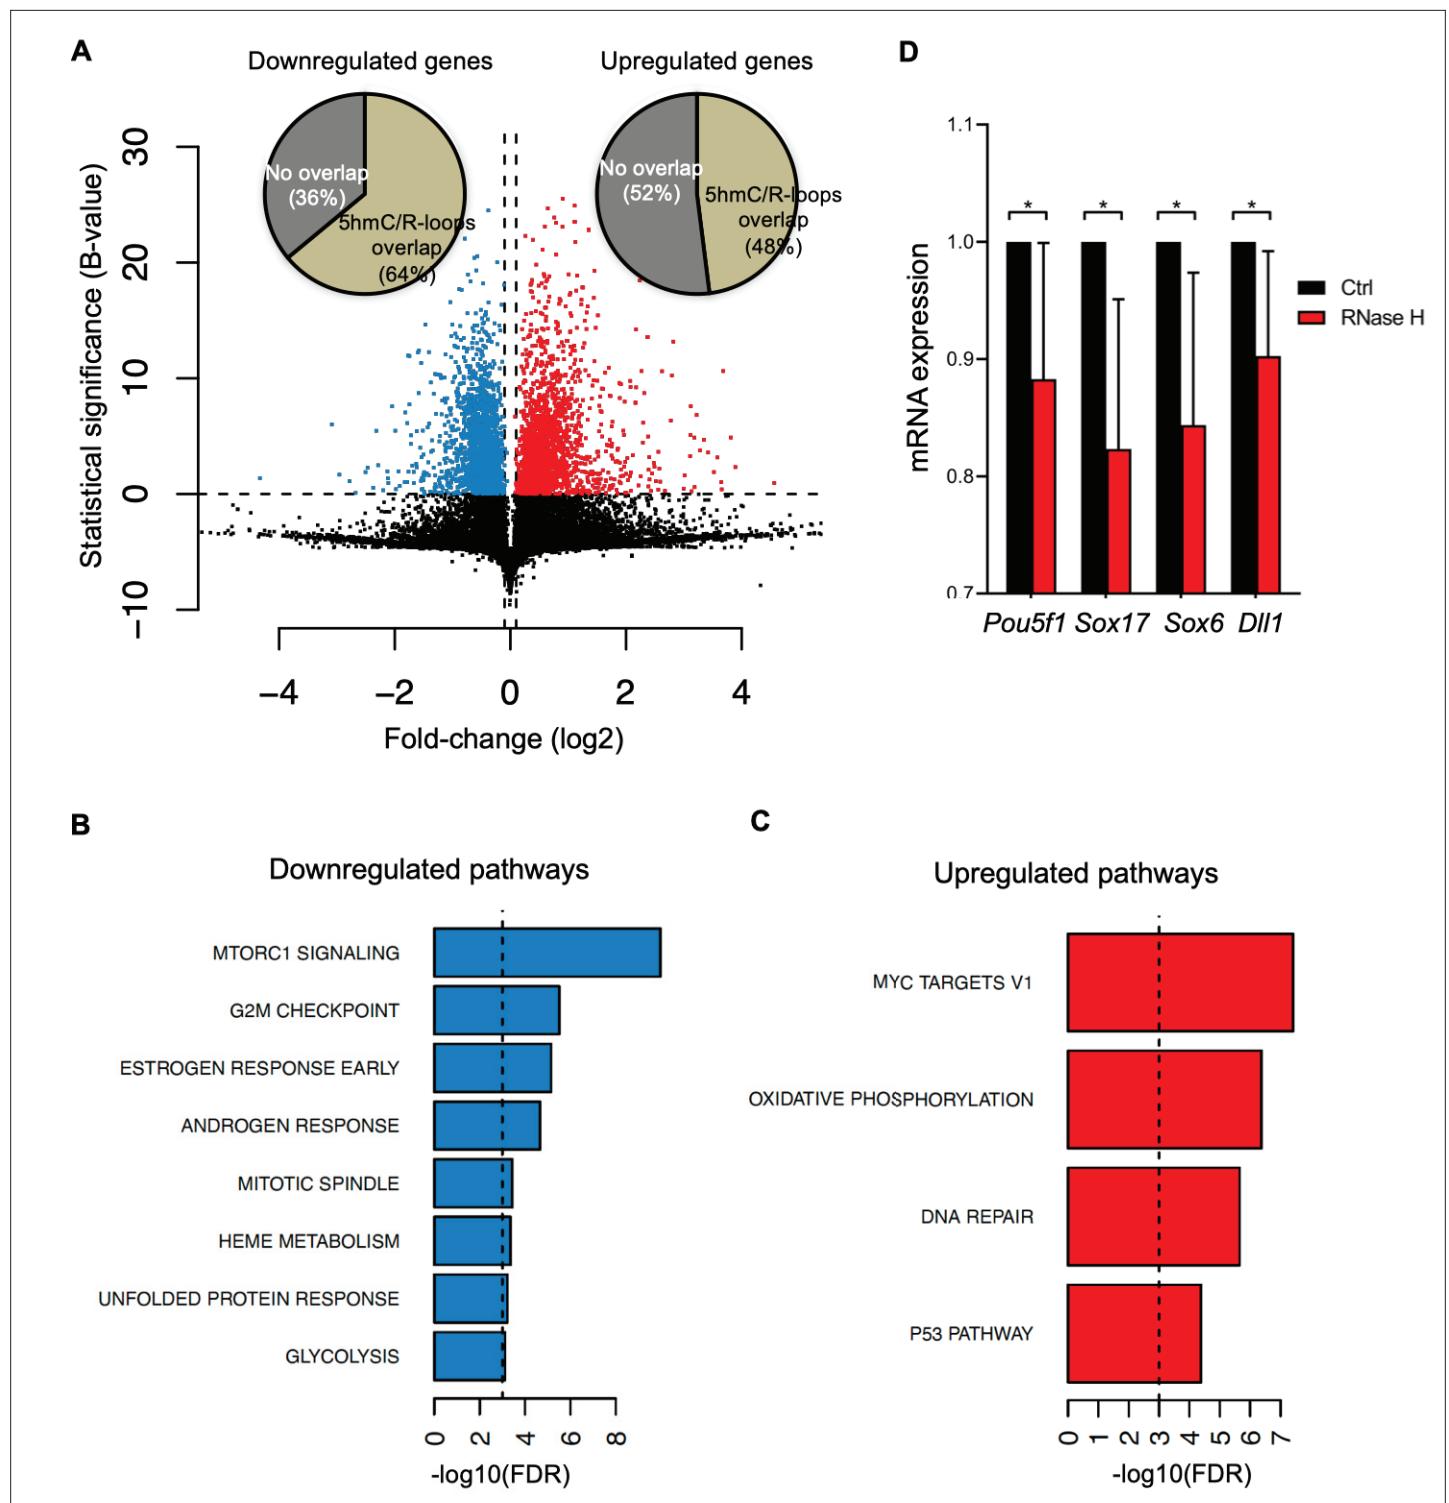 A
Downregulated genes
Upregulated genes
No overlap
(36%)
5hmC/R-loops
overlap
(64%)
No overlap
(52%)
5hmC/R-loops
overlap
(48%)
Statistical significance (B-value)
30
20
10
0
−10
−4
−2
0
2
4
Fold-change (log2)
D
mRNA expression
1.1
1.0
0.9
0.8
0.7
*
*
*
*
Ctrl
RNase H
Pou5f1
Sox17
Sox6
Dll1
B
Downregulated pathways
MTORC1 SIGNALING
G2M CHECKPOINT
ESTROGEN RESPONSE EARLY
ANDROGEN RESPONSE
MITOTIC SPINDLE
HEME METABOLISM
UNFOLDED PROTEIN RESPONSE
GLYCOLYSIS
0
2
4
6
8
-log10(FDR)
C
Upregulated pathways
MYC TARGETS V1
OXIDATIVE PHOSPHORYLATION
DNA REPAIR
P53 PATHWAY
0
1
2
3
4
5
6
7
-log10(FDR)